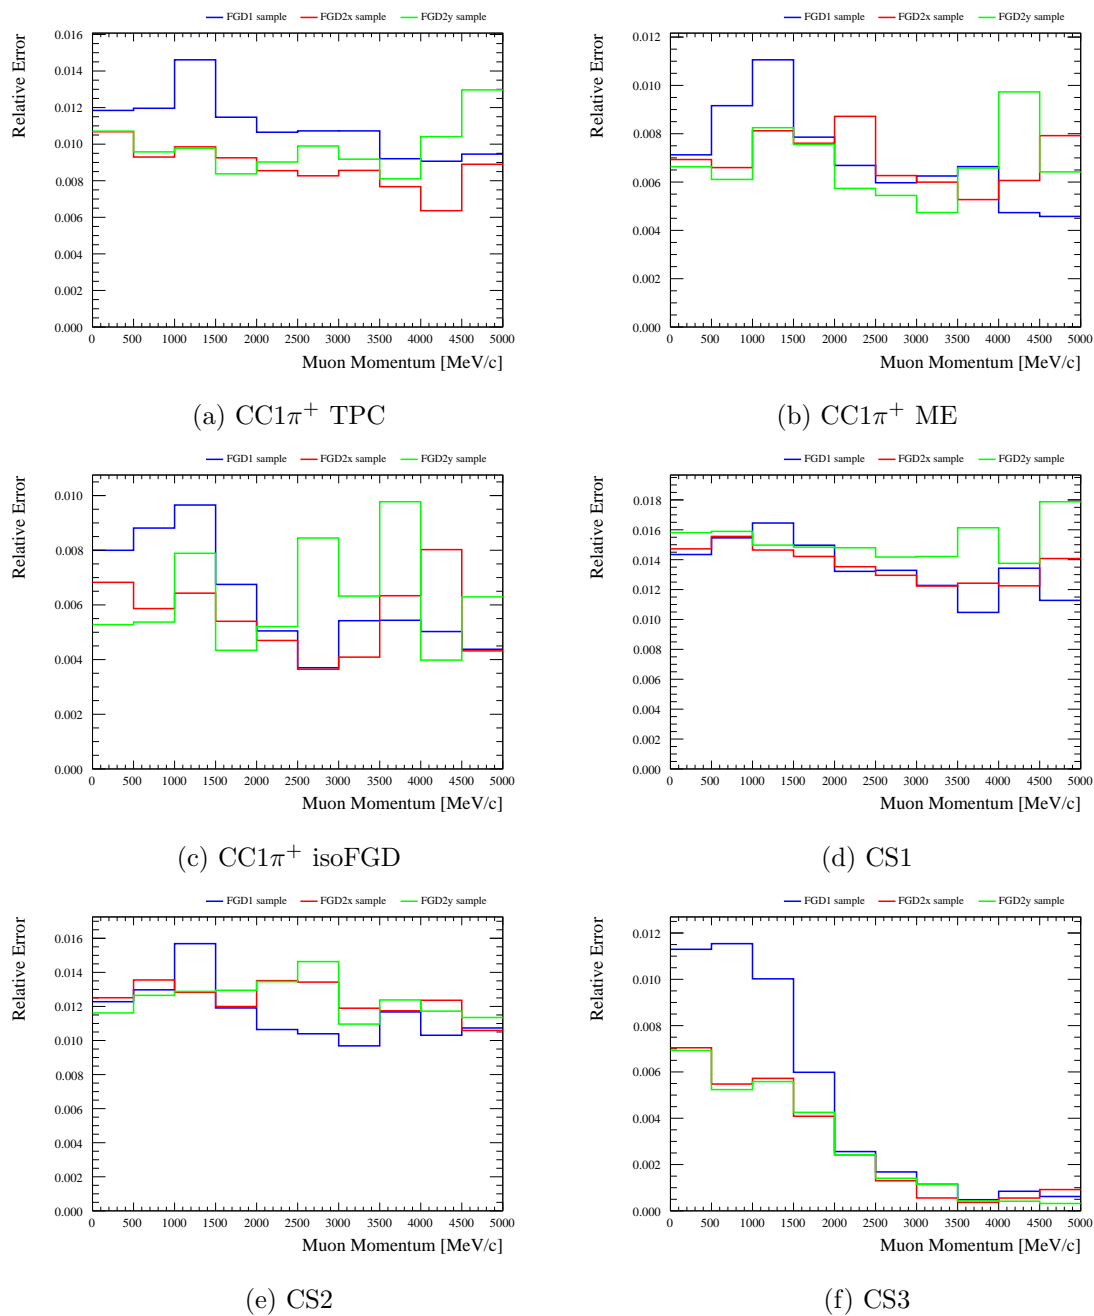 FGD1 sample FGD2x sample FGD2y sample
Relative Error
0.016
0.014
0.012
0.010
0.008
0.006
0.004
0.002
0.000
0 500 1000 1500 2000 2500 3000 3500 4000 4500 5000
Muon Momentum [MeV/c]
(a) CC1π⁺ TPC
FGD1 sample FGD2x sample FGD2y sample
Relative Error
0.012
0.010
0.008
0.006
0.004
0.002
0.000
0 500 1000 1500 2000 2500 3000 3500 4000 4500 5000
Muon Momentum [MeV/c]
(b) CC1π⁺ ME
FGD1 sample FGD2x sample FGD2y sample
Relative Error
0.010
0.008
0.006
0.004
0.002
0.000
0 500 1000 1500 2000 2500 3000 3500 4000 4500 5000
Muon Momentum [MeV/c]
(c) CC1π⁺ isoFGD
FGD1 sample FGD2x sample FGD2y sample
Relative Error
0.018
0.016
0.014
0.012
0.010
0.008
0.006
0.004
0.002
0.000
0 500 1000 1500 2000 2500 3000 3500 4000 4500 5000
Muon Momentum [MeV/c]
(d) CS1
FGD1 sample FGD2x sample FGD2y sample
Relative Error
0.016
0.014
0.012
0.010
0.008
0.006
0.004
0.002
0.000
0 500 1000 1500 2000 2500 3000 3500 4000 4500 5000
Muon Momentum [MeV/c]
(e) CS2
FGD1 sample FGD2x sample FGD2y sample
Relative Error
0.012
0.010
0.008
0.006
0.004
0.002
0.000
0 500 1000 1500 2000 2500 3000 3500 4000 4500 5000
Muon Momentum [MeV/c]
(f) CS3